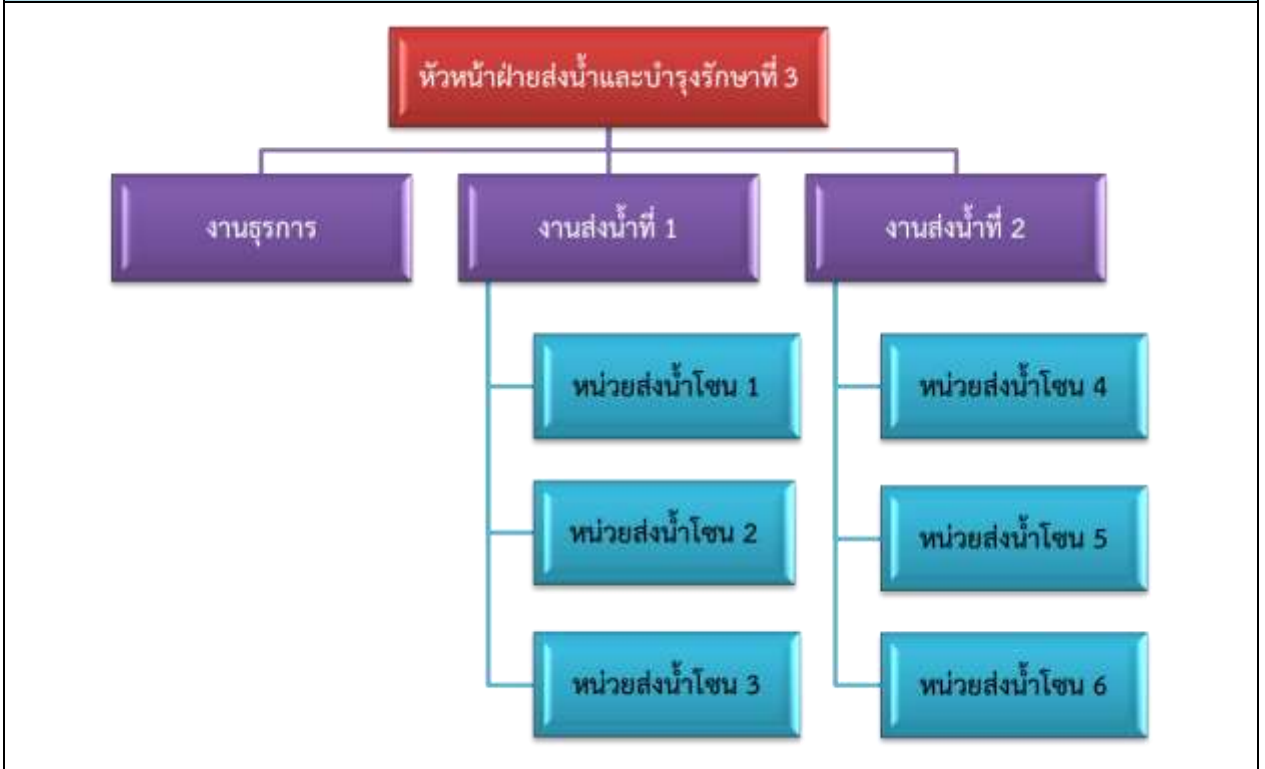 หัวหน้าฝ่ายส่งน้ำและบำรุงรักษาที่ 3
งานธุรการ
งานส่งน้ำที่ 1
งานส่งน้ำที่ 2
หน่วยส่งน้ำโซน 1
หน่วยส่งน้ำโซน 2
หน่วยส่งน้ำโซน 3
หน่วยส่งน้ำโซน 4
หน่วยส่งน้ำโซน 5
หน่วยส่งน้ำโซน 6